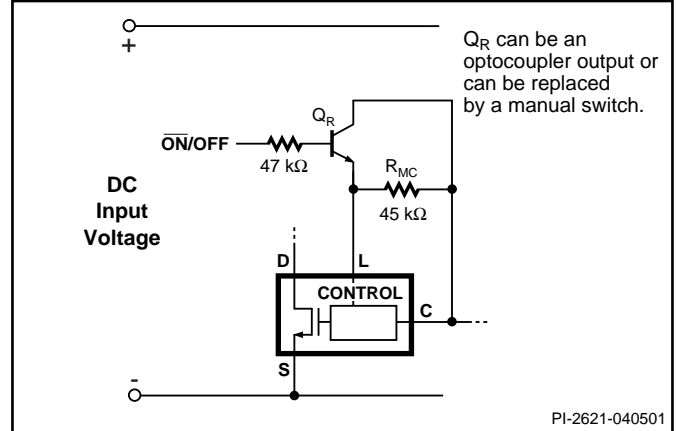 +
Q_R can be an
optocoupler output or
can be replaced
by a manual switch.
Q_R
O̅N̅/OFF
47 kΩ
R_MC
45 kΩ
DC
Input
Voltage
D
L
CONTROL
C
S
-
PI-2621-040501